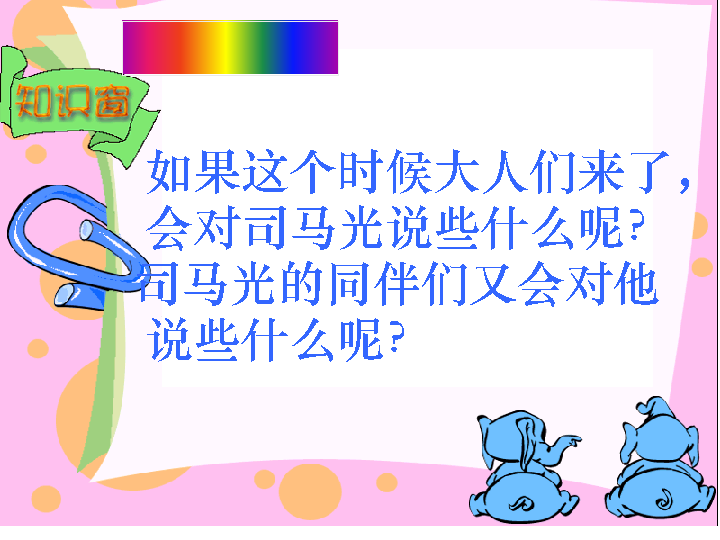 知识窗
如果这个时候大人们来了，
会对司马光说些什么呢？
司马光的同伴们又会对他
说些什么呢？